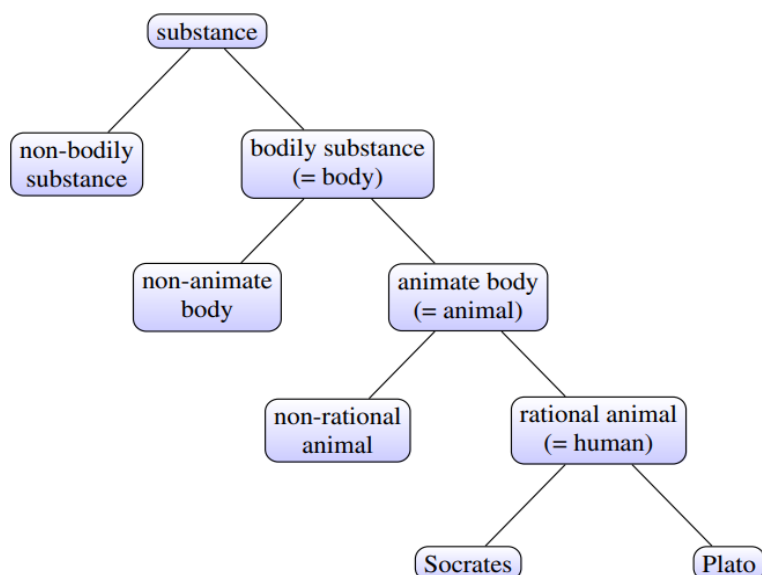 substance
non-bodily
substance
bodily substance
(= body)
non-animate
body
animate body
(= animal)
non-rational
animal
rational animal
(= human)
Socrates
Plato